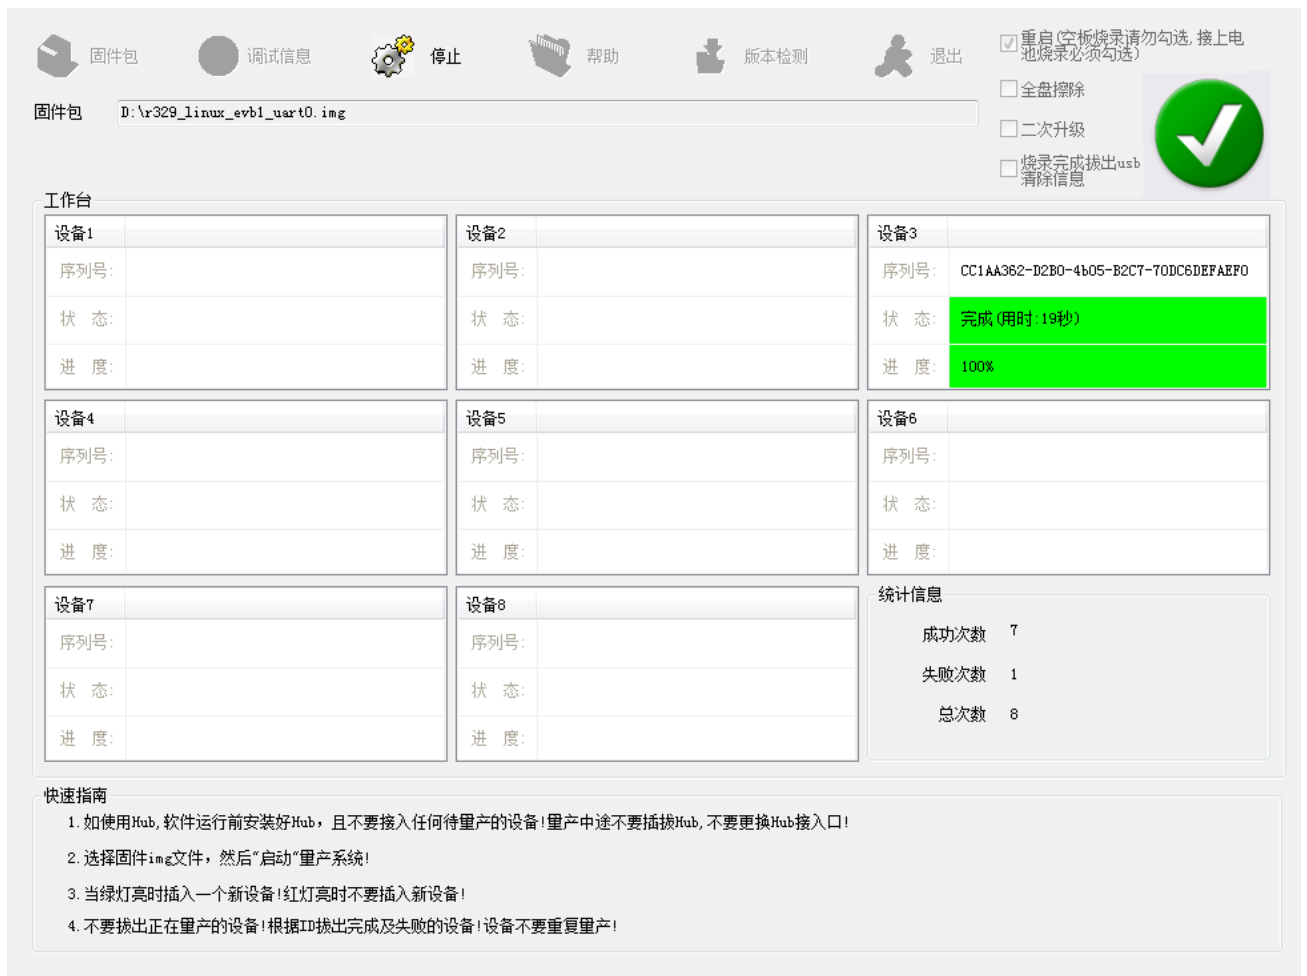 固件包
调试信息
停止
帮助
版本检测
退出
重启(空板烧录请勿勾选,接上电
池烧录必须勾选)
全盘擦除
二次升级
烧录完成拔出usb
清除信息
固件包 D:\r329_linux_evb1_uart0.img
工作台
设备1
序列号:
状 态:
进 度:
设备2
序列号:
状 态:
进 度:
设备3
序列号: CC1AA362-D2B0-4b05-B2C7-70DC6DEFAEF0
状 态: 完成(用时:19秒)
进 度: 100%
设备4
序列号:
状 态:
进 度:
设备5
序列号:
状 态:
进 度:
设备6
序列号:
状 态:
进 度:
设备7
序列号:
状 态:
进 度:
设备8
序列号:
状 态:
进 度:
统计信息
成功次数 7
失败次数 1
总次数 8
快速指南
1.如使用Hub,软件运行前安装好Hub，且不要接入任何待量产的设备!量产中途不要插拔Hub,不要更换Hub接入口!
2.选择固件img文件，然后"启动"量产系统!
3.当绿灯亮时插入一个新设备!红灯亮时不要插入新设备!
4.不要拔出正在量产的设备!根据ID拔出完成及失败的设备!设备不要重复量产!